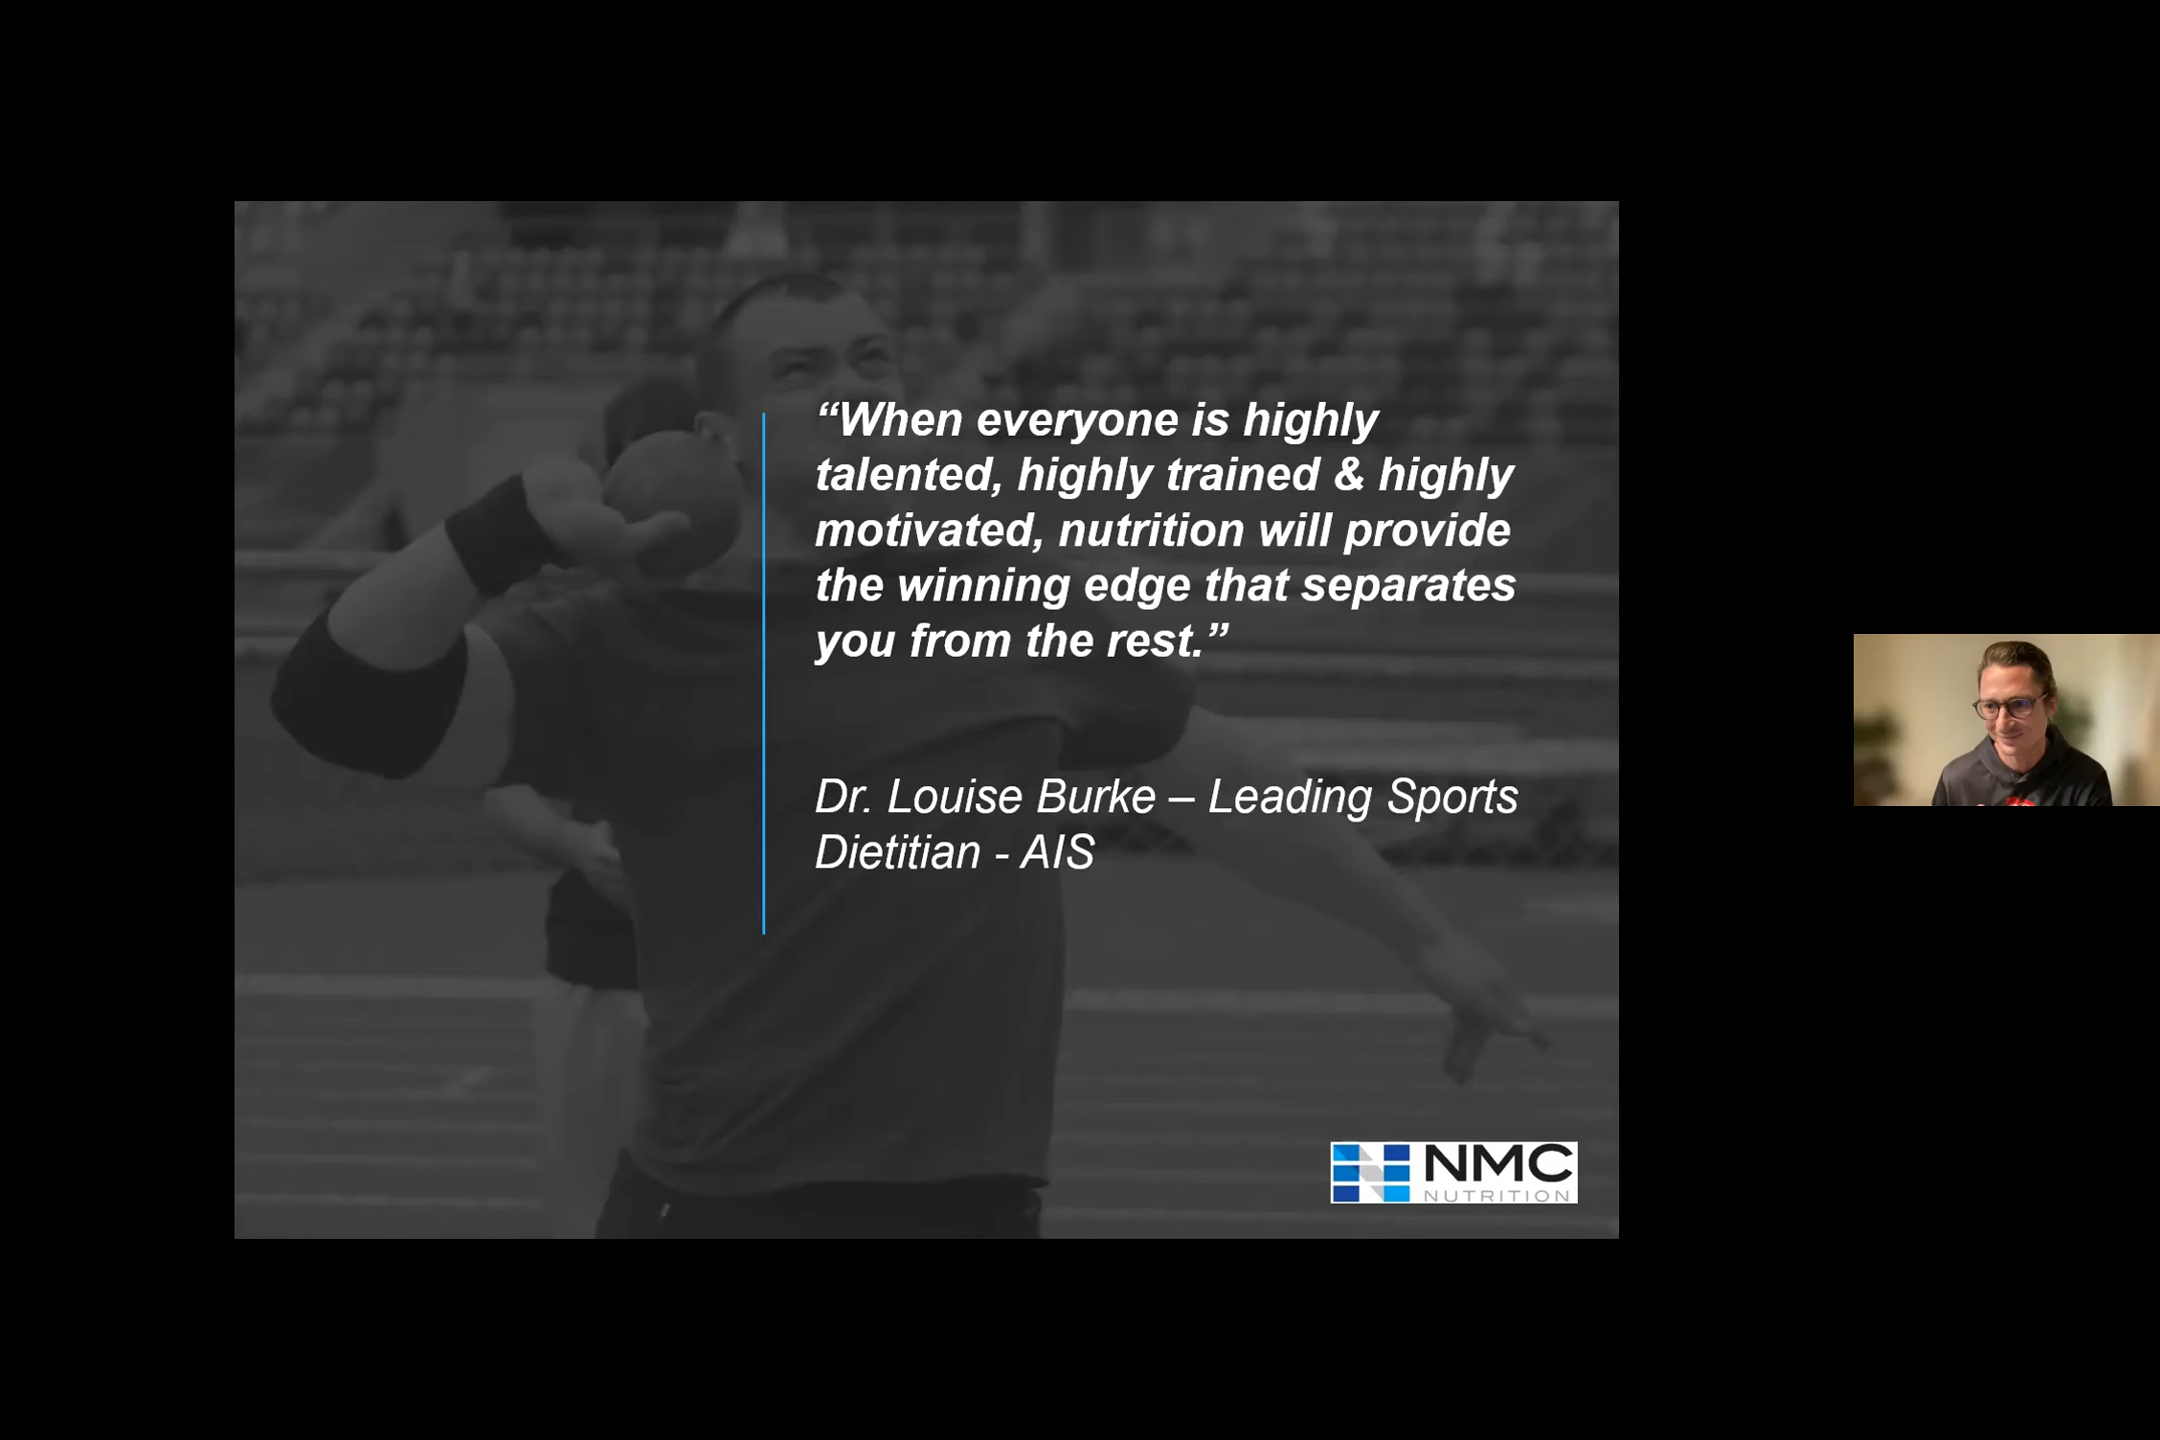 “When everyone is highly
talented, highly trained & highly
motivated, nutrition will provide
the winning edge that separates
you from the rest.”
Dr. Louise Burke – Leading Sports
Dietitian - AIS
NMC
NUTRITION